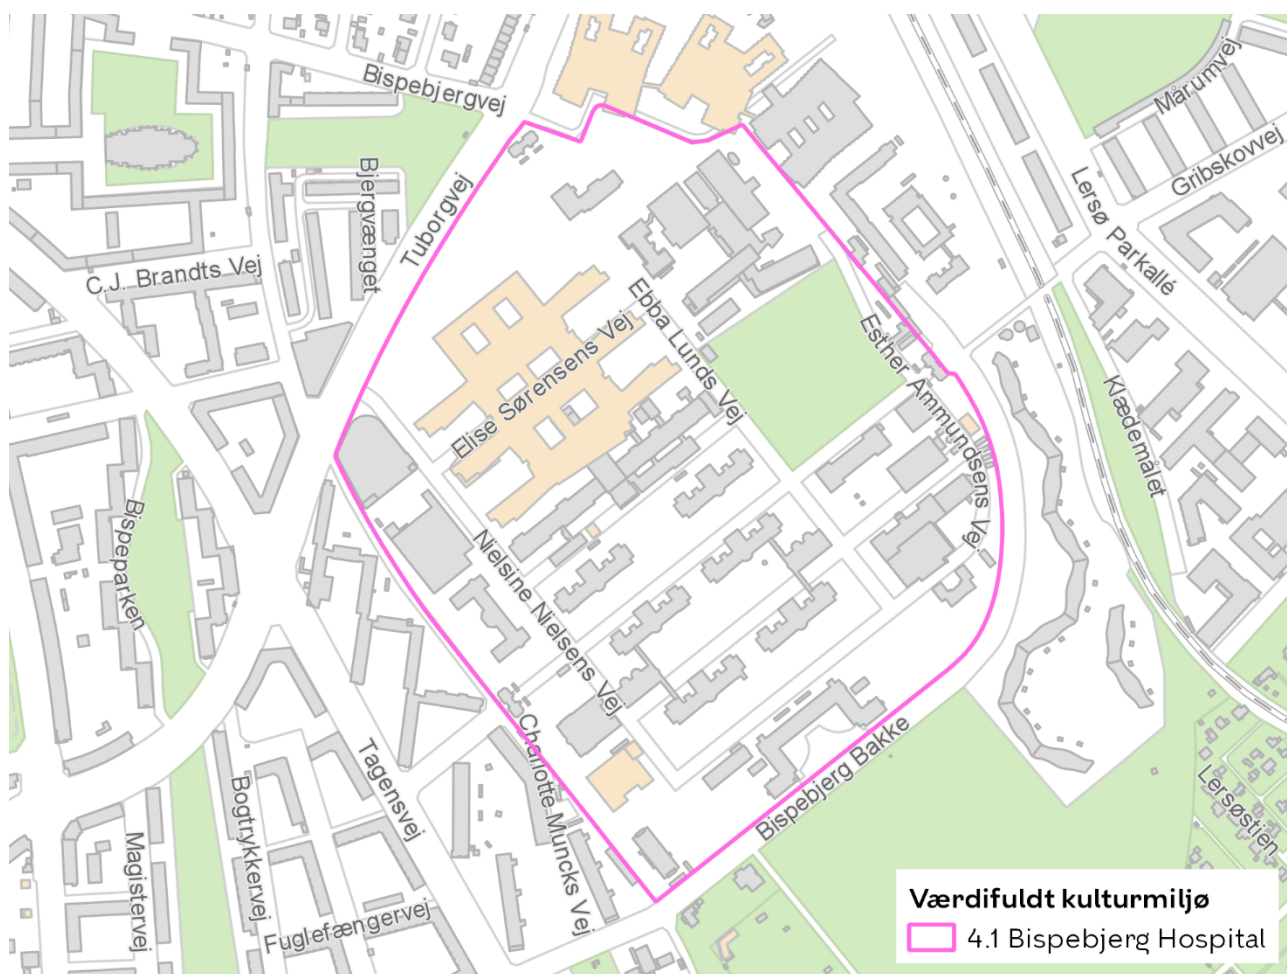 Bispebjergvej
Mårumvej
Gribskovvej
Bjergvænget
Tuborgvej
Lersø Parkallé
C.J. Brandts Vej
Ebba Lunds Vej
Elise Sørensens Vej
Esther Ammundsens Vej
Klædemålet
Bispeparken
Nielsine Nielsens Vej
Charlotte Muncks Vej
Tagensvej
Bispebjerg Bakke
Lersøstien
Bogtrykkervej
Magistervej
Fuglefængervej
Værdifuldt kulturmiljø
4.1 Bispebjerg Hospital